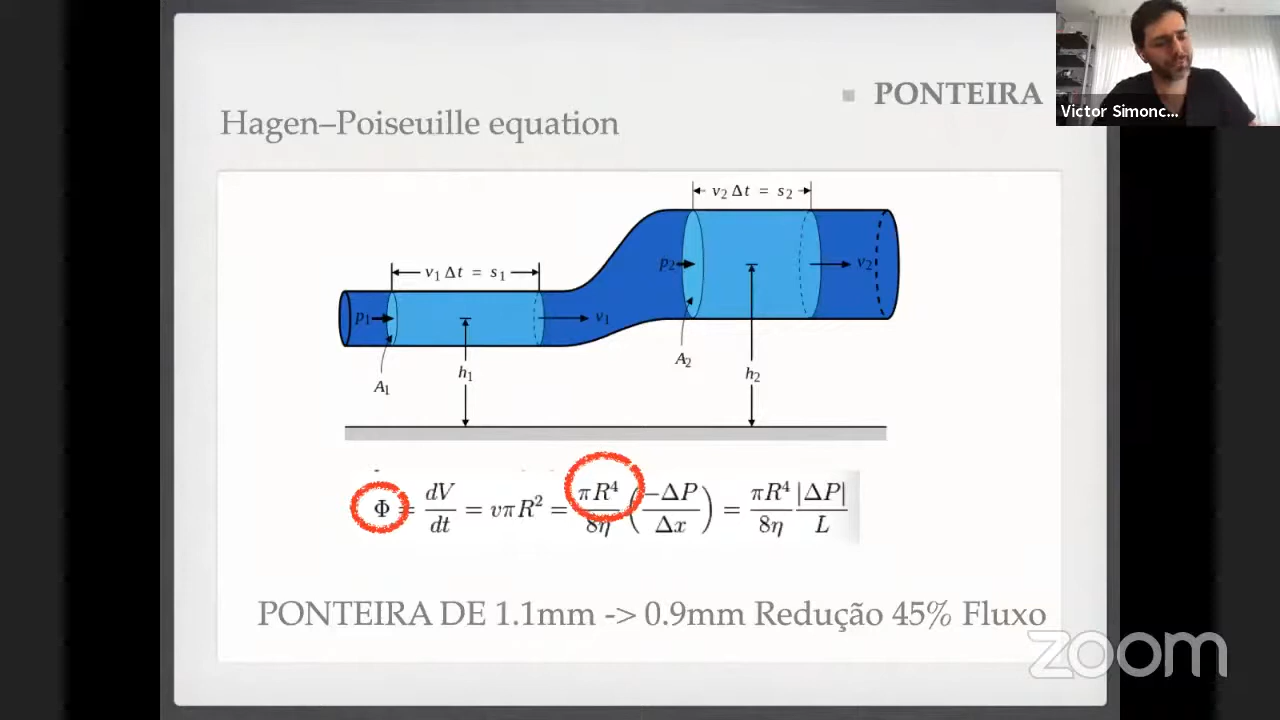 PONTEIRA
Hagen–Poiseuille equation
Victor Simonc...
v₂ Δt = s₂
v₁ Δt = s₁
p₂
v₂
p₁
v₁
A₂
h₁
h₂
A₁
Φ = dV/dt = vπR² = πR⁴/8η (−ΔP/Δx) = πR⁴/8η |ΔP|/L
PONTEIRA DE 1.1mm -> 0.9mm Redução 45% Fluxo
zoom